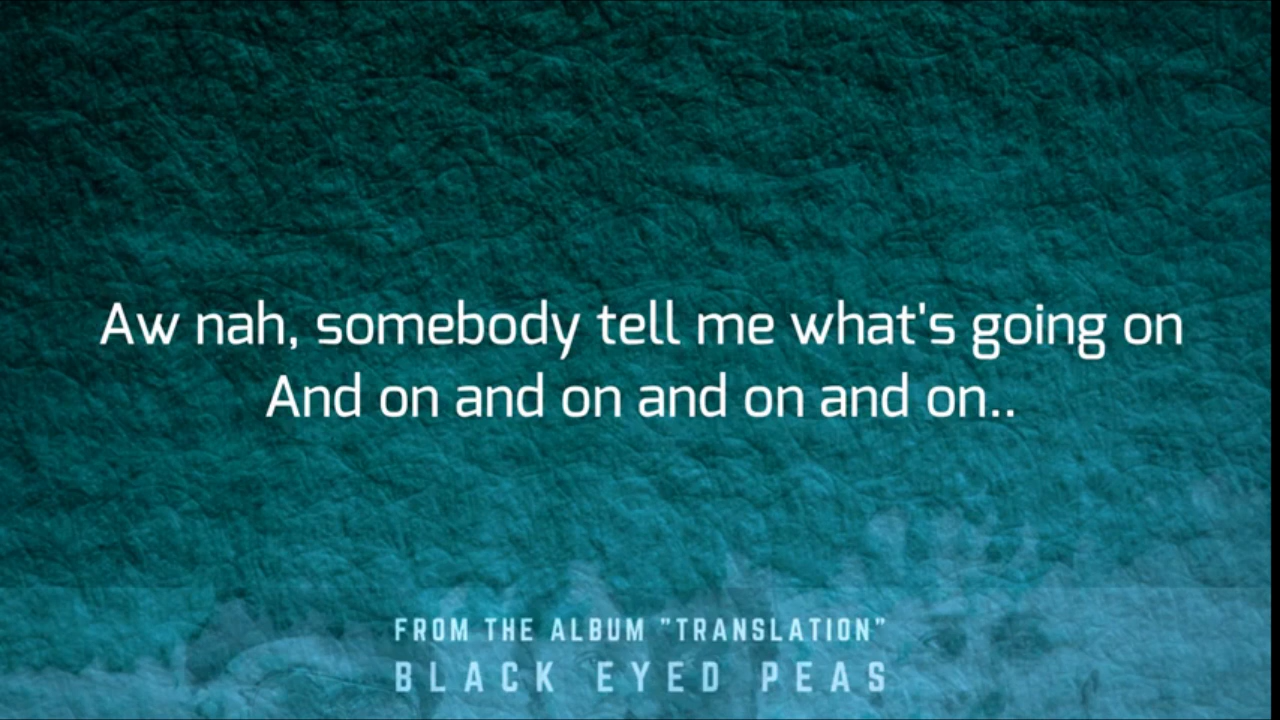 Aw nah, somebody tell me what's going on
And on and on and on and on..
FROM THE ALBUM "TRANSLATION"
BLACK EYED PEAS